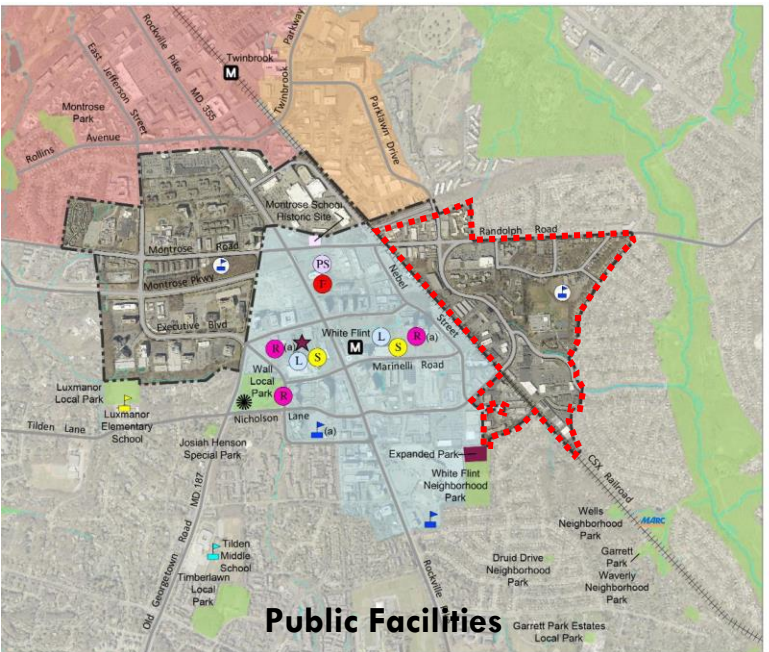 Twinbrook
M
Rockville Pike MD 355
East Jefferson Street
Twinbrook Parkway
Parklawn Drive
Montrose
Park
Rollins Avenue
Montrose School
Historic Site
Randolph Road
Montrose Road
Montrose Pkwy
PS
F
Nebel Street
Executive Blvd
White Flint
M
R (a)
L
S
L
S
R (a)
Marinelli Road
Wall
Local
Park
R
Luxmanor
Local Park
Nicholson Lane
Luxmanor
Elementary
School
Tilden Lane
(a)
Josiah Henson
Special Park
Expanded Park
White Flint
Neighborhood
Park
CSX Railroad
MD 187
Old Georgetown Road
Wells
Neighborhood
Park
MARC
Tilden
Middle
School
Timberlawn
Local
Park
Druid Drive
Neighborhood
Park
Garrett
Park
Waverly
Neighborhood
Park
Rockville
Public Facilities
Garrett Park Estates
Local Park